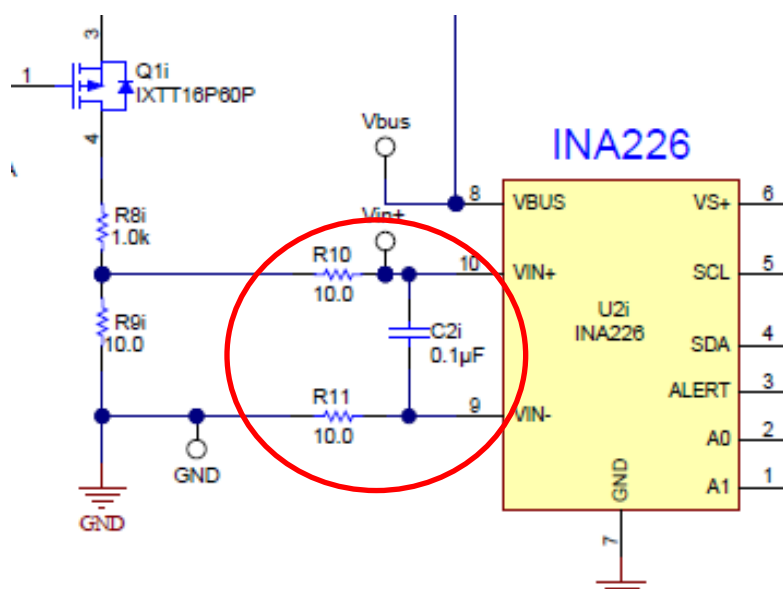 3
1
Q1i
IXTT16P60P
4
R8i
1.0k
R9i
10.0
GND
GND
Vbus
Vin+
R10
10.0
C2i
0.1µF
R11
10.0
INA226
8
VBUS
10
VIN+
9
VIN-
U2i
INA226
GND
7
VS+
6
SCL
5
SDA
4
ALERT
3
A0
2
A1
1